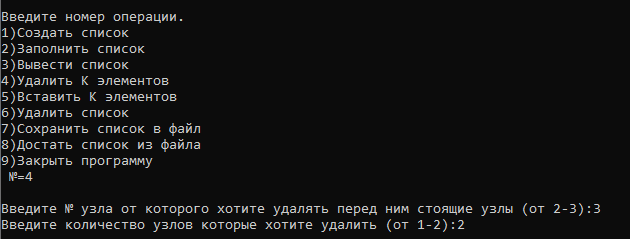 Введите номер операции.
1)Создать список
2)Заполнить список
3)Вывести список
4)Удалить К элементов
5)Вставить К элементов
6)Удалить список
7)Сохранить список в файл
8)Достать список из файла
9)Закрыть программу
№=4
Введите № узла от которого хотите удалять перед ним стоящие узлы (от 2-3):3
Введите количество узлов которые хотите удалить (от 1-2):2